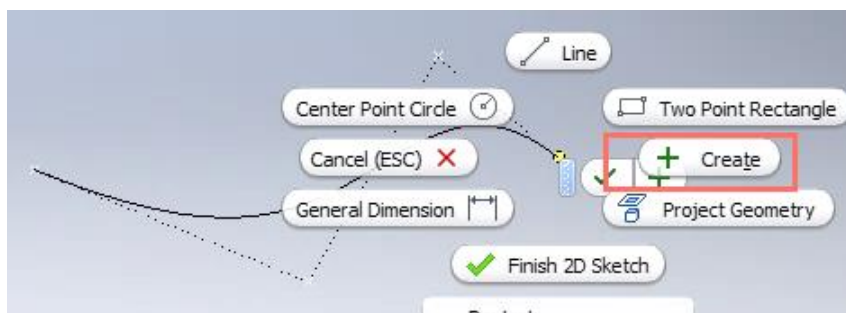 Line
Center Point Circle
Two Point Rectangle
Cancel (ESC)
Create
General Dimension
Project Geometry
Finish 2D Sketch